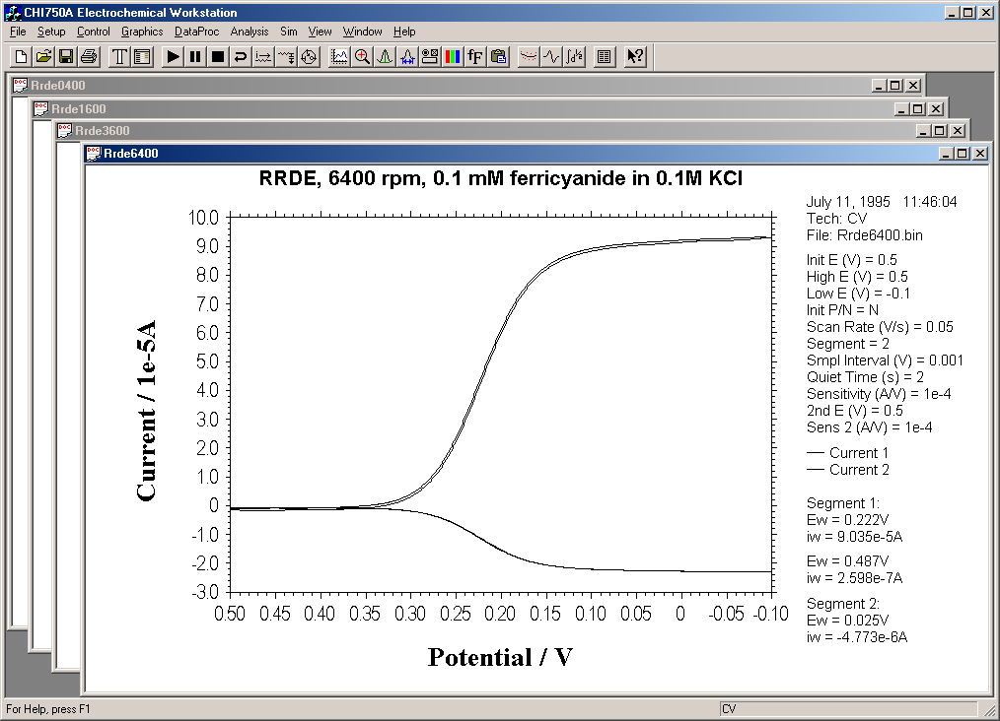 CHI750A Electrochemical Workstation
File Setup Control Graphics DataProc Analysis Sim View Window Help
Rrde0400
Rrde1600
Rrde3600
Rrde6400
RRDE, 6400 rpm, 0.1 mM ferricyanide in 0.1M KCl
July 11, 1995 11:46:04
Tech: CV
File: Rrde6400.bin
Init E (V) = 0.5
High E (V) = 0.5
Low E (V) = -0.1
Init P/N = N
Scan Rate (V/s) = 0.05
Segment = 2
Smpl Interval (V) = 0.001
Quiet Time (s) = 2
Sensitivity (A/V) = 1e-4
2nd E (V) = 0.5
Sens 2 (A/V) = 1e-4
Current 1
Current 2
Segment 1:
Ew = 0.222V
iw = 9.035e-5A
Ew = 0.487V
iw = 2.598e-7A
Segment 2:
Ew = 0.025V
iw = -4.773e-6A
Current / 1e-5A
10.0
9.0
8.0
7.0
6.0
5.0
4.0
3.0
2.0
1.0
0
-1.0
-2.0
-3.0
0.50 0.45 0.40 0.35 0.30 0.25 0.20 0.15 0.10 0.05 0 -0.05 -0.10
Potential / V
For Help, press F1
CV